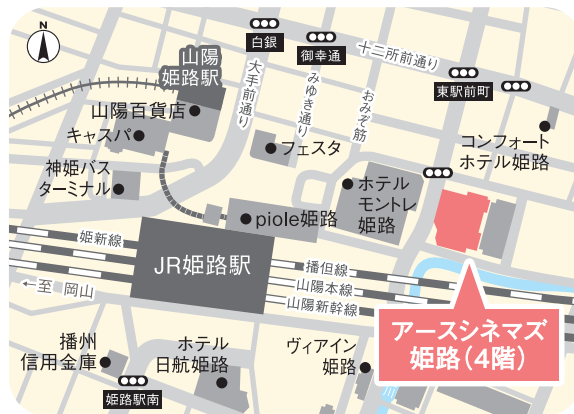 N
白銀
御幸通
十二所前通り
山陽
姫路駅
大手前通り
みゆき通り
おみぞ筋
東駅前町
山陽百貨店
キャスパ
フェスタ
コンフォート
ホテル姫路
神姫バス
ターミナル
ホテル
モントレ
姫路
piole姫路
姫新線
JR姫路駅
播但線
山陽本線
山陽新幹線
←至 岡山
アースシネマズ
姫路(4階)
播州
信用金庫
ホテル
日航姫路
ヴィアイン
姫路
姫路駅南